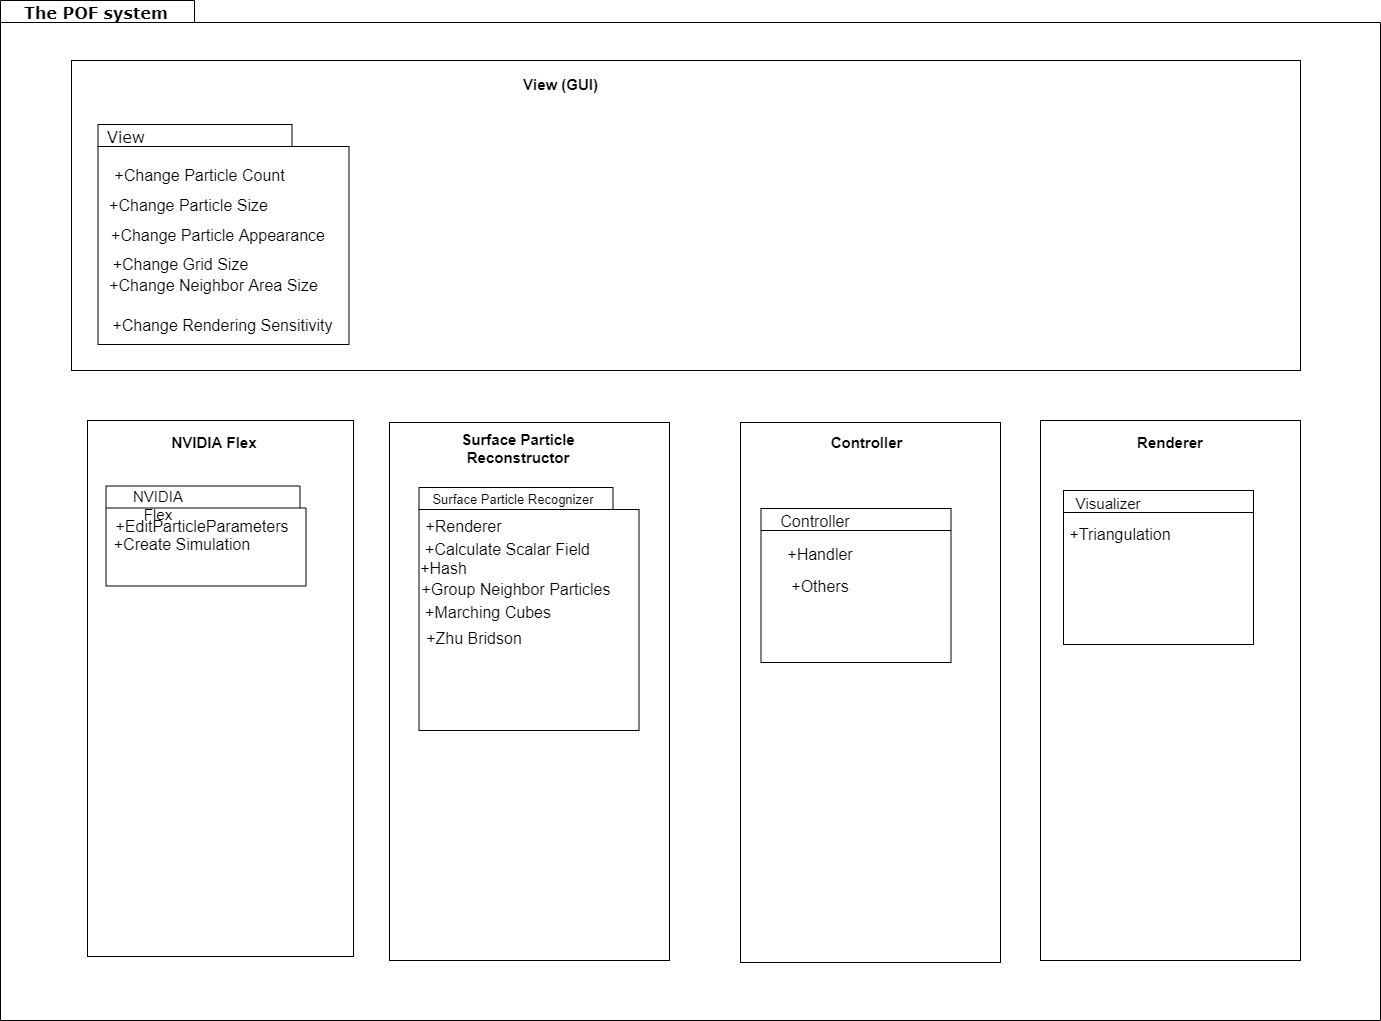 The POF system
View (GUI)
View
+Change Particle Count
+Change Particle Size
+Change Particle Appearance
+Change Grid Size
+Change Neighbor Area Size
+Change Rendering Sensitivity
NVIDIA Flex
NVIDIA
Flex
+EditParticleParameters
+Create Simulation
Surface Particle
Reconstructor
Surface Particle Recognizer
+Renderer
+Calculate Scalar Field
+Hash
+Group Neighbor Particles
+Marching Cubes
+Zhu Bridson
Controller
Controller
+Handler
+Others
Renderer
Visualizer
+Triangulation